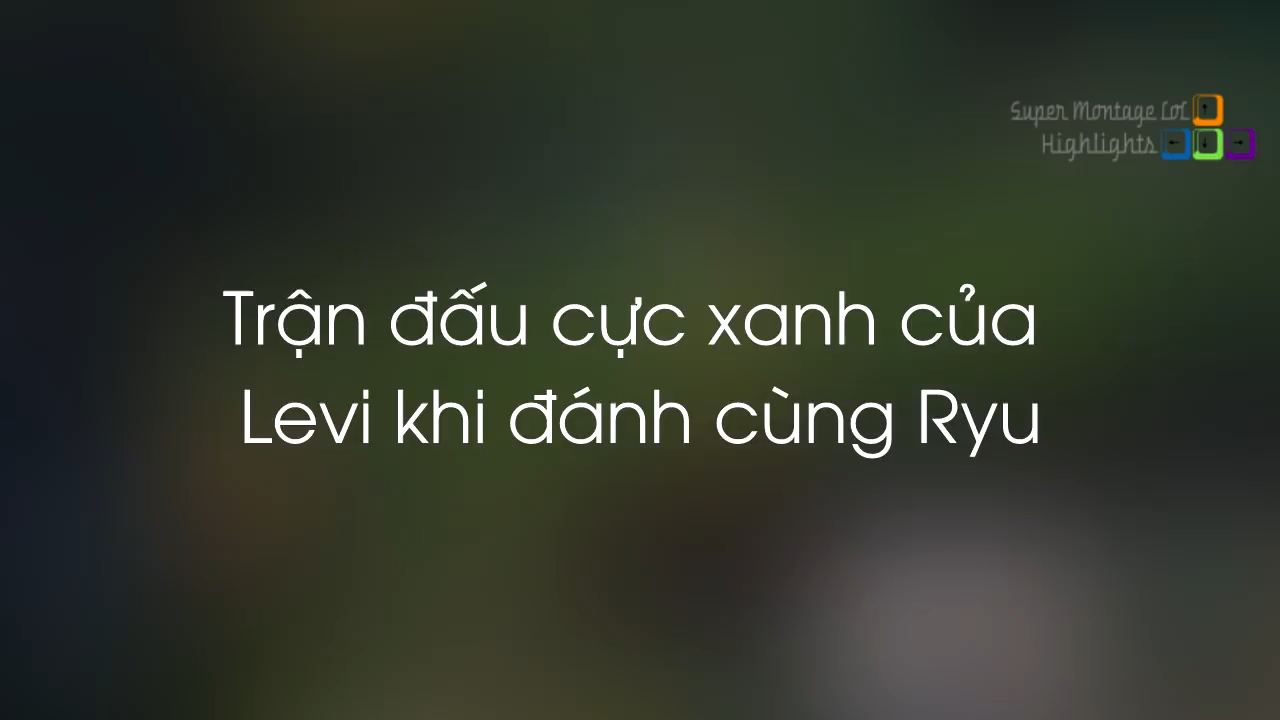 Super Montage LoL
Highlights
Trận đấu cực xanh của
Levi khi đánh cùng Ryu